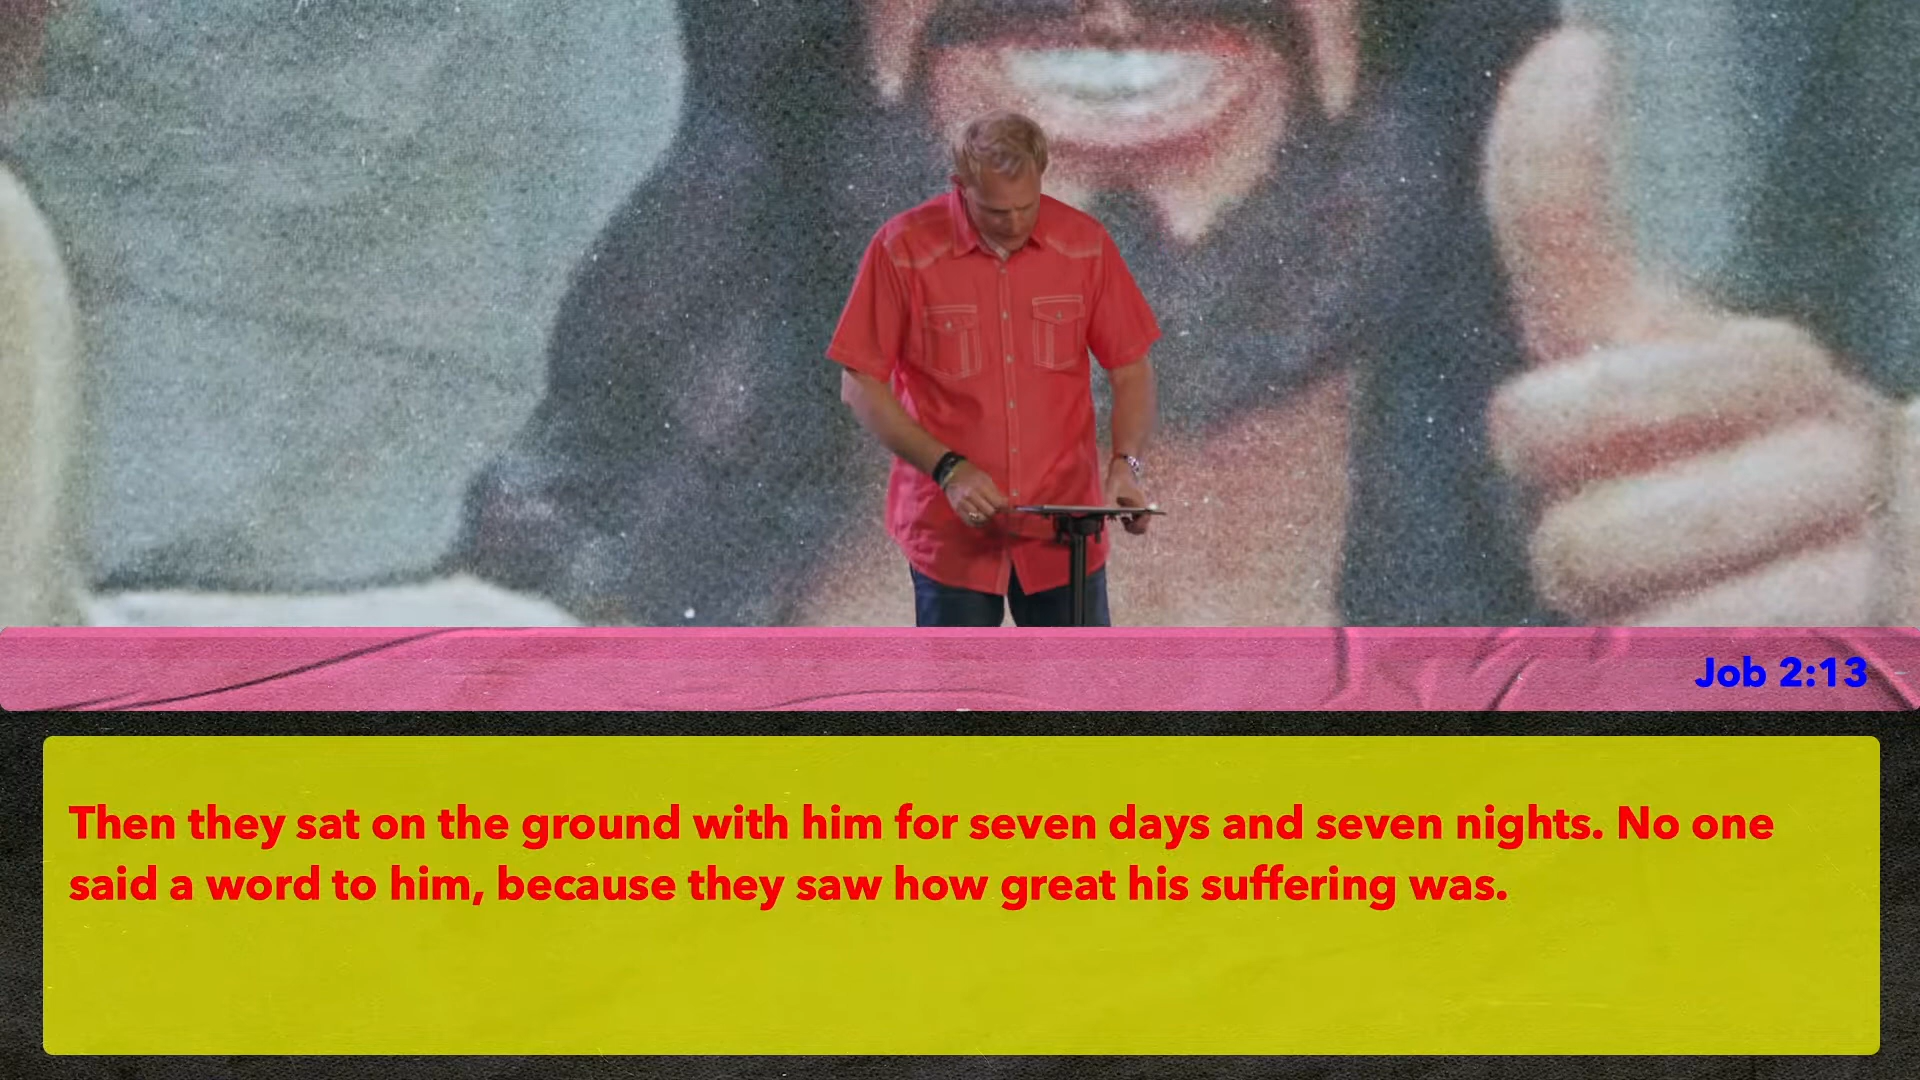 Job 2:13
Then they sat on the ground with him for seven days and seven nights. No one
said a word to him, because they saw how great his suffering was.